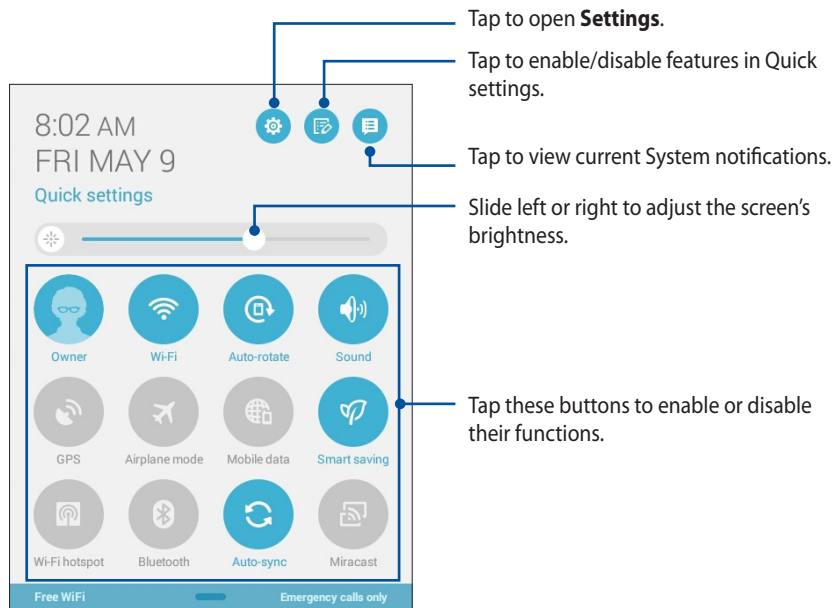 Tap to open Settings.
Tap to enable/disable features in Quick
settings.
8:02 AM
FRI MAY 9
Quick settings
Tap to view current System notifications.
Slide left or right to adjust the screen's
brightness.
Owner
Wi-Fi
Auto-rotate
Sound
Tap these buttons to enable or disable
their functions.
GPS
Airplane mode
Mobile data
Smart saving
Wi-Fi hotspot
Bluetooth
Auto-sync
Miracast
Free WiFi
Emergency calls only